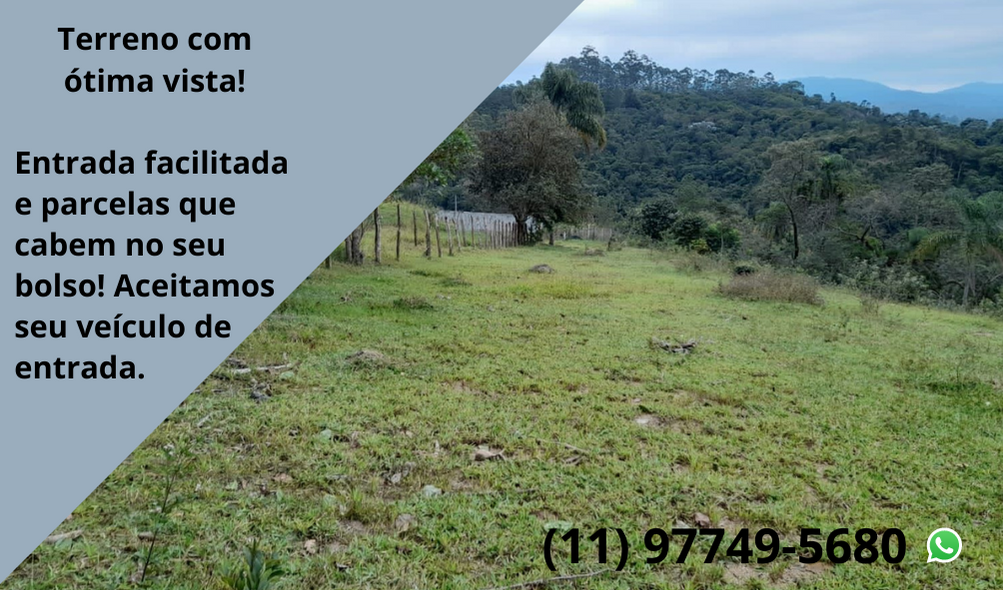 Terreno com
ótima vista!
Entrada facilitada
e parcelas que
cabem no seu
bolso! Aceitamos
seu veículo de
entrada.
(11) 97749-5680